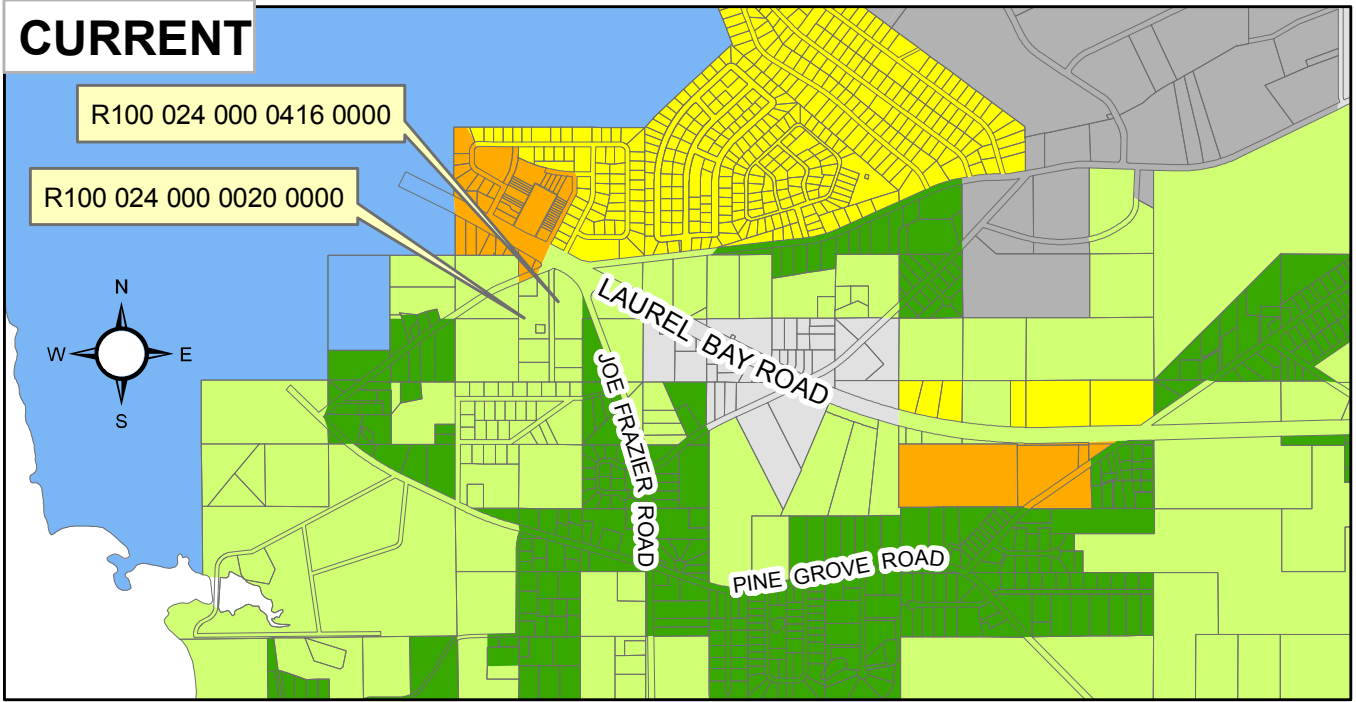 CURRENT
R100 024 000 0416 0000
R100 024 000 0020 0000
N
W
E
S
LAUREL BAY ROAD
JOE FRAZIER ROAD
PINE GROVE ROAD